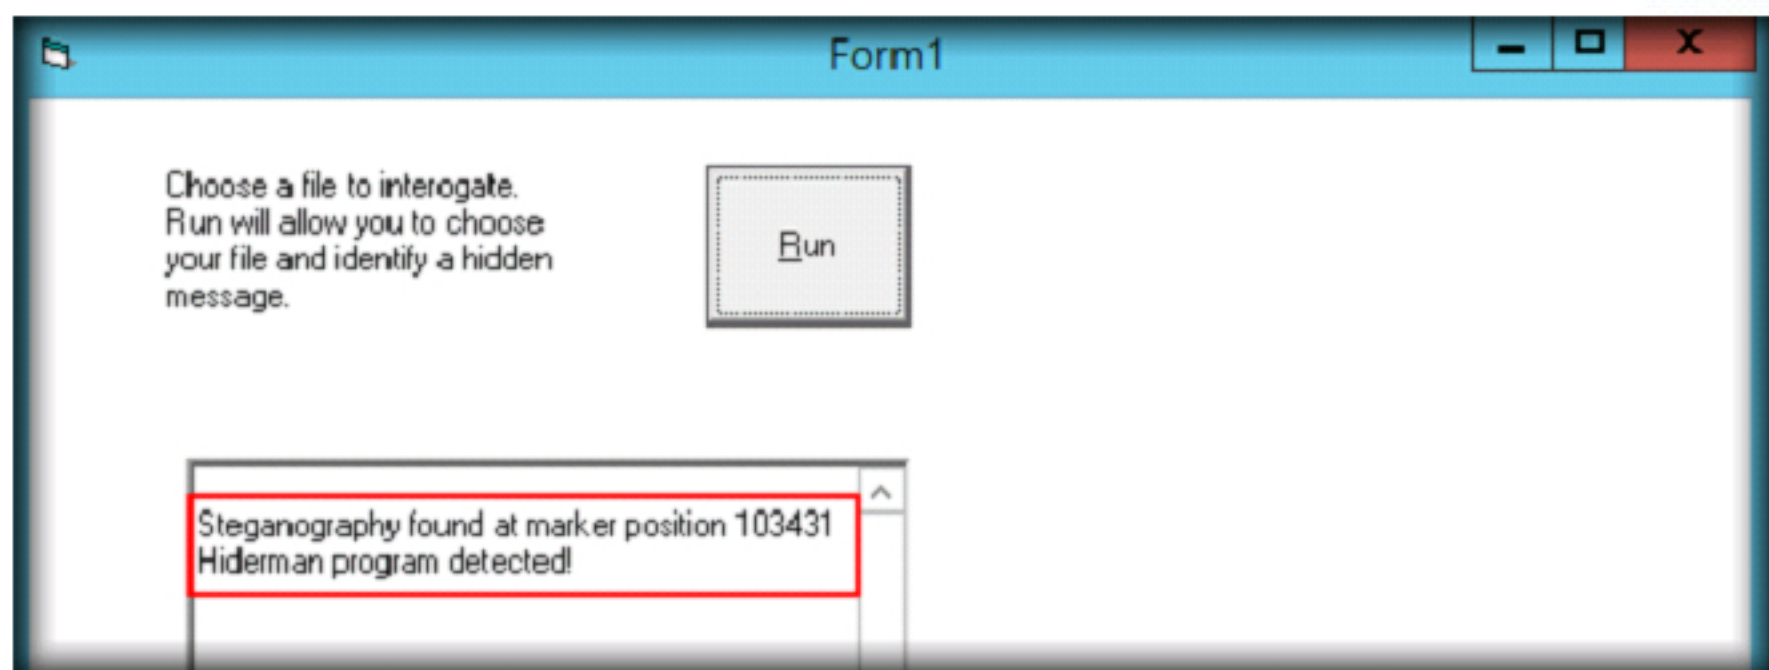 Form1
Choose a file to interogate.
Run will allow you to choose
your file and identify a hidden
message.
Run
Steganography found at marker position 103431
Hiderman program detected!